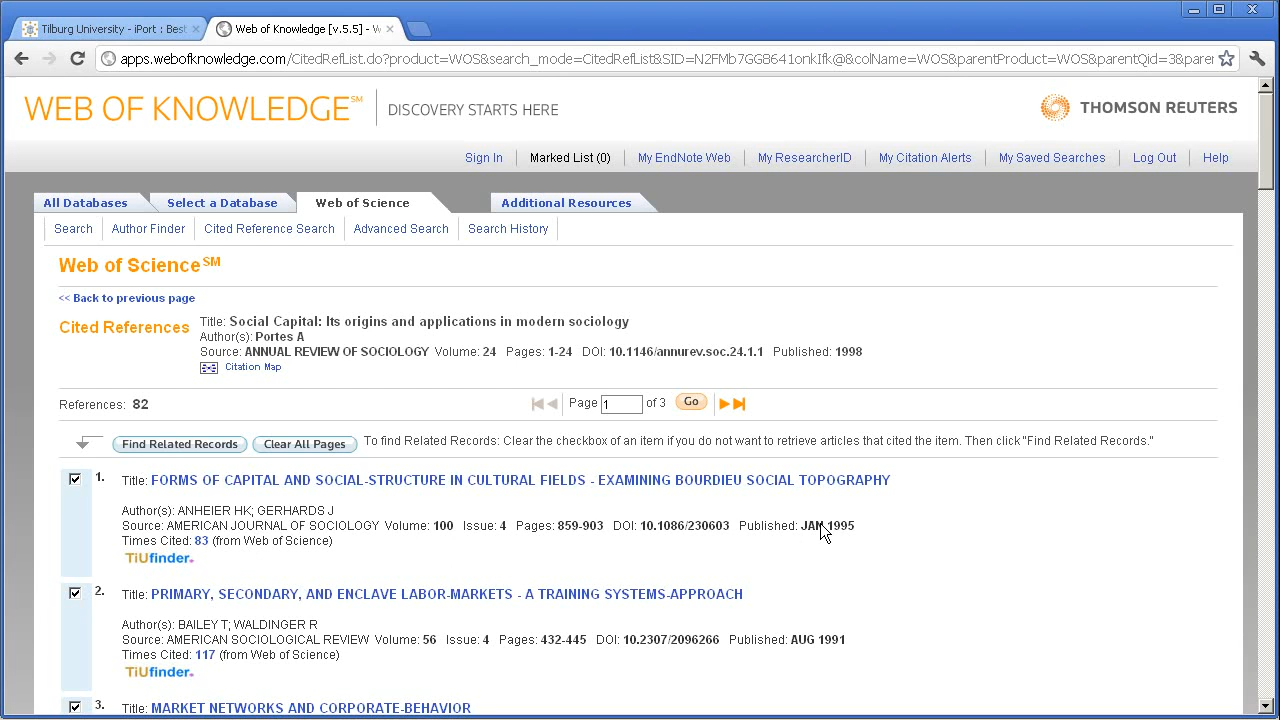 Tilburg University - iPort : Best
Web of Knowledge [v.5.5] - W
apps.webofknowledge.com/CitedRefList.do?product=WOS&search_mode=CitedRefList&SID=N2FMb7GG8641onkIfk@&colName=WOS&parentProduct=WOS&parentQid=3&parer
WEB OF KNOWLEDGE SM
DISCOVERY STARTS HERE
THOMSON REUTERS
Sign In
Marked List (0)
My EndNote Web
My ResearcherID
My Citation Alerts
My Saved Searches
Log Out
Help
All Databases
Select a Database
Web of Science
Additional Resources
Search
Author Finder
Cited Reference Search
Advanced Search
Search History
Web of Science SM
<< Back to previous page
Cited References
Title: Social Capital: Its origins and applications in modern sociology
Author(s): Portes A
Source: ANNUAL REVIEW OF SOCIOLOGY Volume: 24 Pages: 1-24 DOI: 10.1146/annurev.soc.24.1.1 Published: 1998
Citation Map
References: 82
Page 1 of 3 Go
Find Related Records
Clear All Pages
To find Related Records: Clear the checkbox of an item if you do not want to retrieve articles that cited the item. Then click "Find Related Records."
1. Title: FORMS OF CAPITAL AND SOCIAL-STRUCTURE IN CULTURAL FIELDS - EXAMINING BOURDIEU SOCIAL TOPOGRAPHY
Author(s): ANHEIER HK; GERHARDS J
Source: AMERICAN JOURNAL OF SOCIOLOGY Volume: 100 Issue: 4 Pages: 859-903 DOI: 10.1086/230603 Published: JAN 1995
Times Cited: 83 (from Web of Science)
TiUfinder.
2. Title: PRIMARY, SECONDARY, AND ENCLAVE LABOR-MARKETS - A TRAINING SYSTEMS-APPROACH
Author(s): BAILEY T; WALDINGER R
Source: AMERICAN SOCIOLOGICAL REVIEW Volume: 56 Issue: 4 Pages: 432-445 DOI: 10.2307/2096266 Published: AUG 1991
Times Cited: 117 (from Web of Science)
TiUfinder.
3. Title: MARKET NETWORKS AND CORPORATE-BEHAVIOR